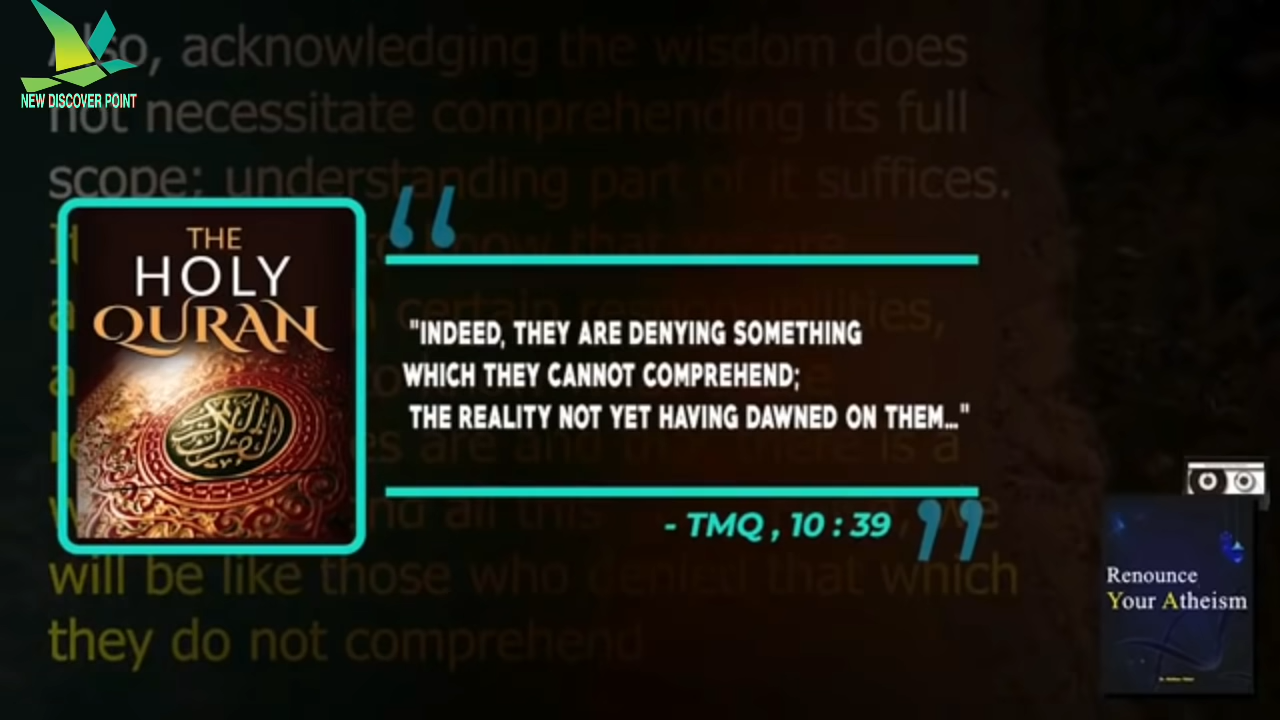 Also, acknowledging the wisdom does
NEW DISCOVER POINT
not necessitate comprehending its full
scope; understanding part of it suffices.
THE
HOLY
QURAN
"INDEED, THEY ARE DENYING SOMETHING
WHICH THEY CANNOT COMPREHEND;
THE REALITY NOT YET HAVING DAWNED ON THEM..."
- TMQ , 10 : 39
will be like those who denied that which
they do not comprehend
Renounce
Your Atheism